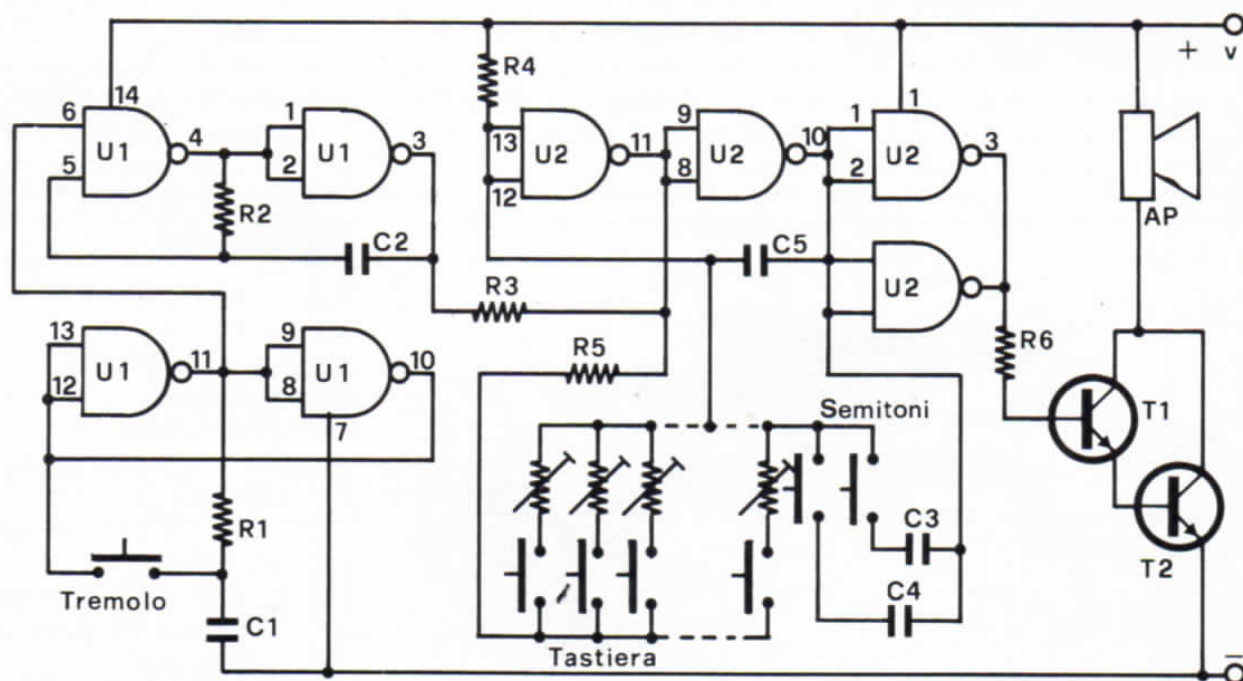 + V
R4
14
6
4
1
3
U1
5
2
U1
R2
C2
13
11
12
U2
9
10
8
U2
1
1
3
2
U2
AP
C5
U2
R3
R5
R6
13
11
12
U1
9
10
8
U1
7
Semitoni
T1
R1
Tremolo
C1
C3
C4
T2
Tastiera
−